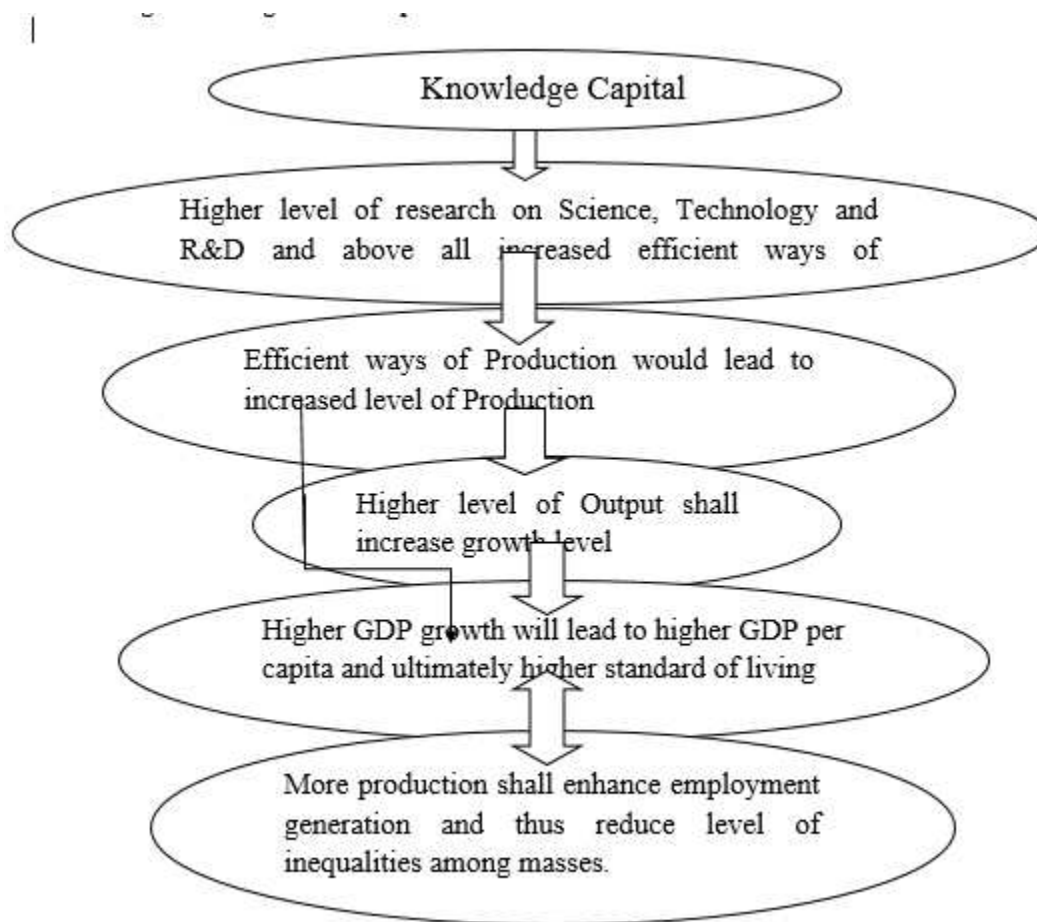 Knowledge Capital
Higher level of research on Science, Technology and
R&D and above all increased efficient ways of
Efficient ways of Production would lead to
increased level of Production
Higher level of Output shall
increase growth level
Higher GDP growth will lead to higher GDP per
capita and ultimately higher standard of living
More production shall enhance employment
generation and thus reduce level of
inequalities among masses.